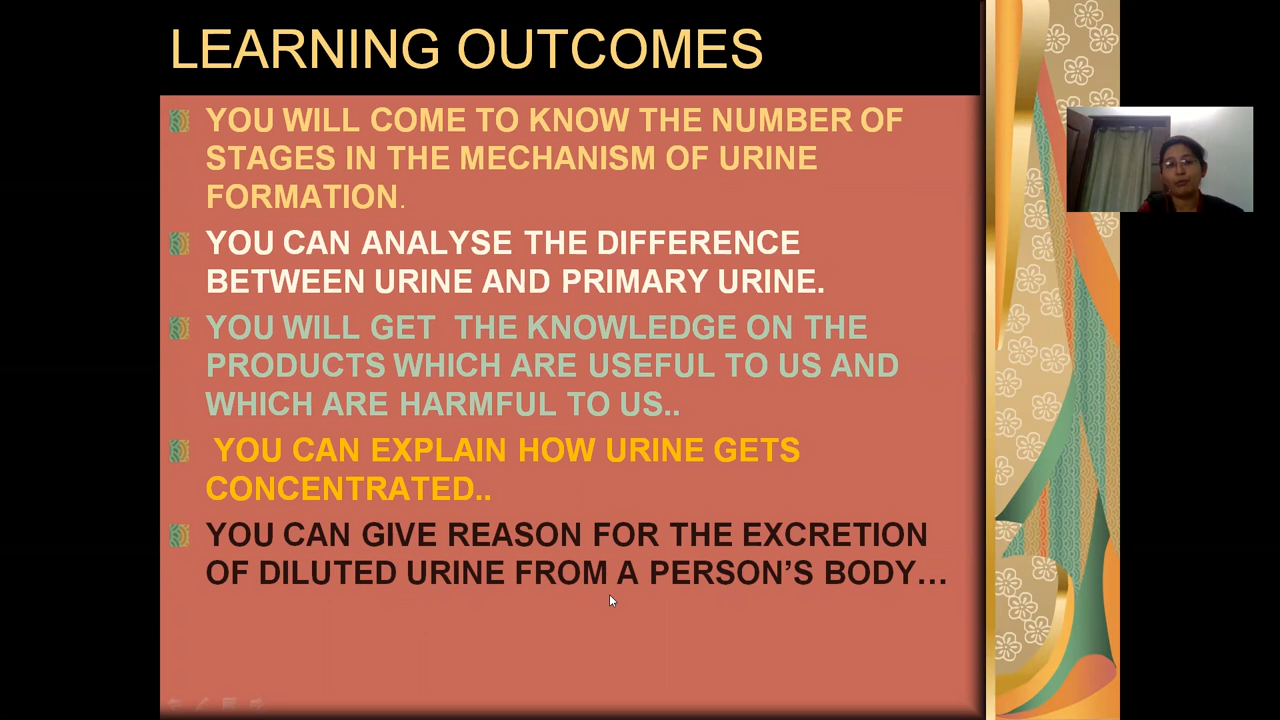 LEARNING OUTCOMES
YOU WILL COME TO KNOW THE NUMBER OF
STAGES IN THE MECHANISM OF URINE
FORMATION.
YOU CAN ANALYSE THE DIFFERENCE
BETWEEN URINE AND PRIMARY URINE.
YOU WILL GET THE KNOWLEDGE ON THE
PRODUCTS WHICH ARE USEFUL TO US AND
WHICH ARE HARMFUL TO US..
YOU CAN EXPLAIN HOW URINE GETS
CONCENTRATED..
YOU CAN GIVE REASON FOR THE EXCRETION
OF DILUTED URINE FROM A PERSON’S BODY…